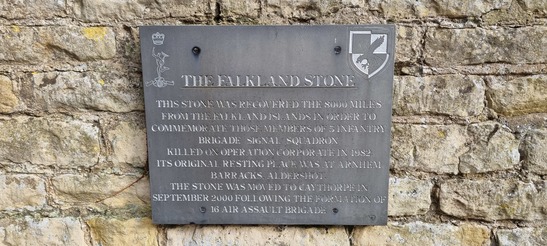 THE FALKLAND STONE
THIS STONE WAS RECOVERED THE 8000 MILES
FROM THE FALKLAND ISLANDS IN ORDER TO
COMMEMORATE THOSE MEMBERS OF 5 INFANTRY
BRIGADE SIGNAL SQUADRON
KILLED ON OPERATION CORPORATE IN 1982.
ITS ORIGINAL RESTING PLACE WAS AT ARNHEM
BARRACKS, ALDERSHOT.
THE STONE WAS MOVED TO CAYTHORPE IN
SEPTEMBER 2000 FOLLOWING THE FORMATION OF
16 AIR ASSAULT BRIGADE